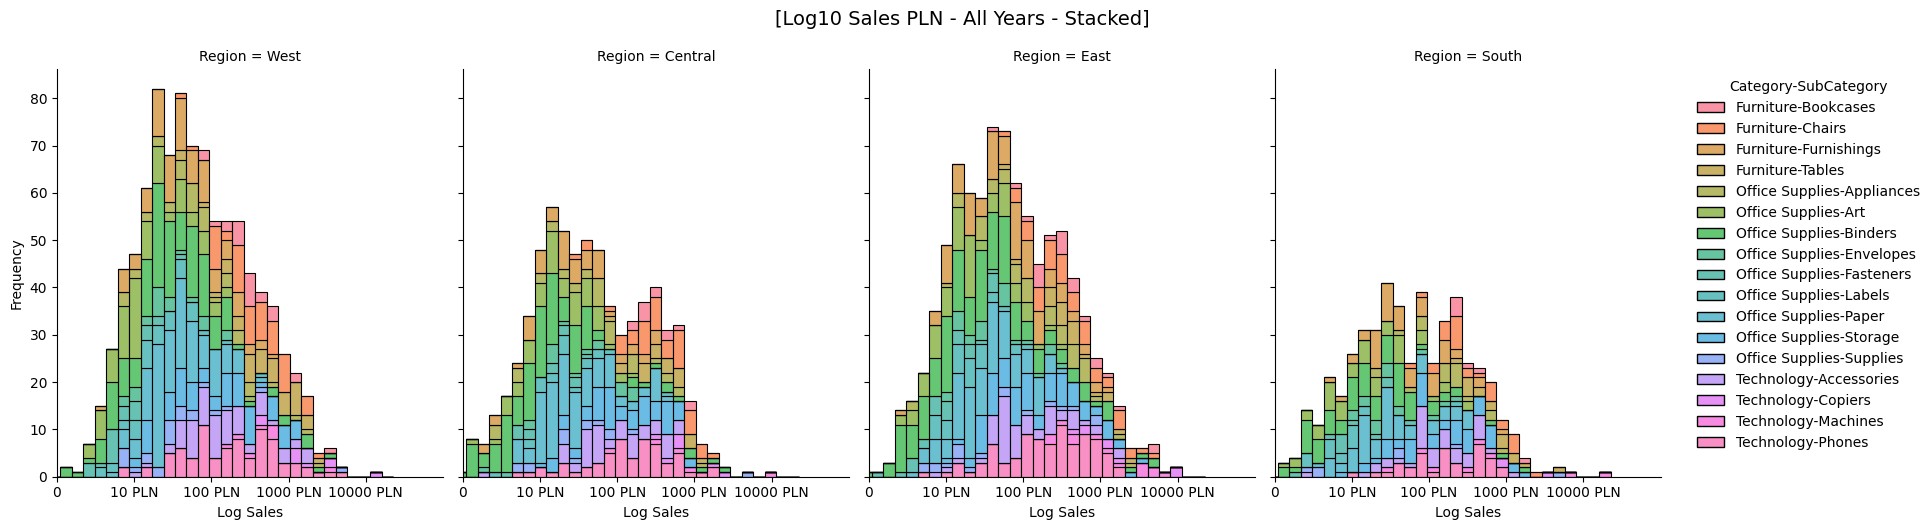 [Log10 Sales PLN - All Years - Stacked]
Region = West
Region = Central
Region = East
Region = South
Frequency
80
70
60
50
40
30
20
10
0
0 10 PLN 100 PLN 1000 PLN 10000 PLN
0 10 PLN 100 PLN 1000 PLN 10000 PLN
0 10 PLN 100 PLN 1000 PLN 10000 PLN
0 10 PLN 100 PLN 1000 PLN 10000 PLN
Log Sales
Log Sales
Log Sales
Log Sales
Category-SubCategory
Furniture-Bookcases
Furniture-Chairs
Furniture-Furnishings
Furniture-Tables
Office Supplies-Appliances
Office Supplies-Art
Office Supplies-Binders
Office Supplies-Envelopes
Office Supplies-Fasteners
Office Supplies-Labels
Office Supplies-Paper
Office Supplies-Storage
Office Supplies-Supplies
Technology-Accessories
Technology-Copiers
Technology-Machines
Technology-Phones